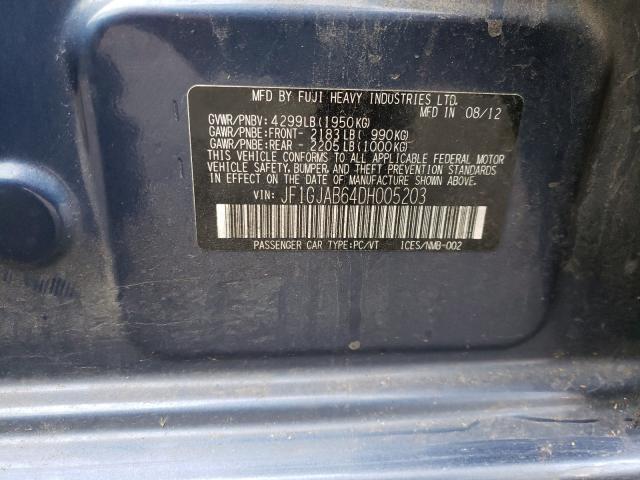 MFD BY FUJI HEAVY INDUSTRIES LTD.
MFD IN 08/12
GVWR/PNBV: 4299LB(1950KG)
GAWR/PNBE:FRONT- 2183LB( 990KG)
GAWR/PNBE:REAR - 2205LB(1000KG)
THIS VEHICLE CONFORMS TO ALL APPLICABLE FEDERAL MOTOR
VEHICLE SAFETY, BUMPER, AND THEFT PREVENTION STANDARDS
IN EFFECT ON THE DATE OF MANUFACTURE SHOWN ABOVE.
VIN: JF1GJAB64DH005203
PASSENGER CAR TYPE:PC/VT ICES/NMB-002